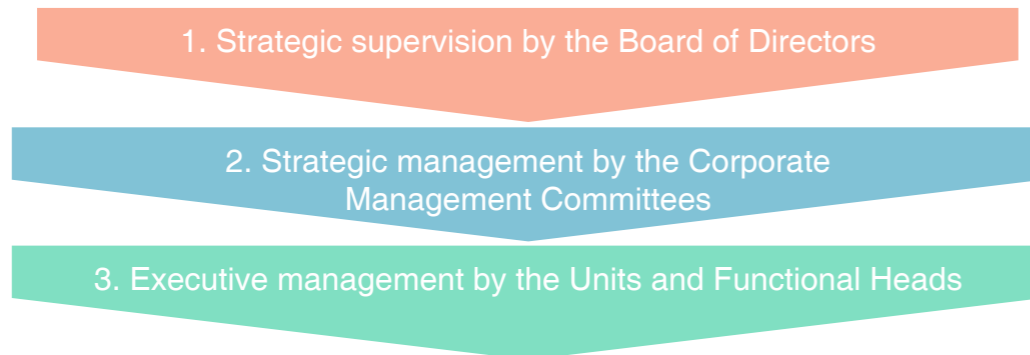 1. Strategic supervision by the Board of Directors
2. Strategic management by the Corporate
Management Committees
3. Executive management by the Units and Functional Heads